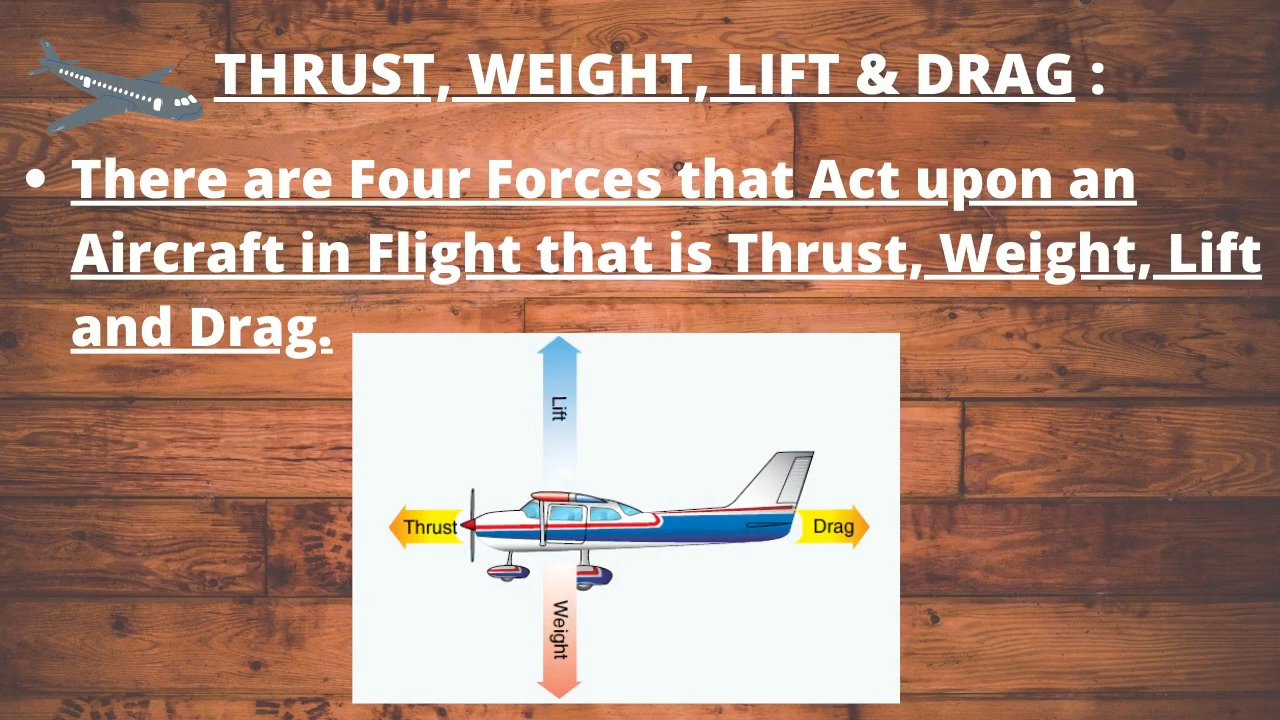 THRUST, WEIGHT, LIFT & DRAG :
• There are Four Forces that Act upon an
Aircraft in Flight that is Thrust, Weight, Lift
and Drag.
Lift
Thrust
Drag
Weight